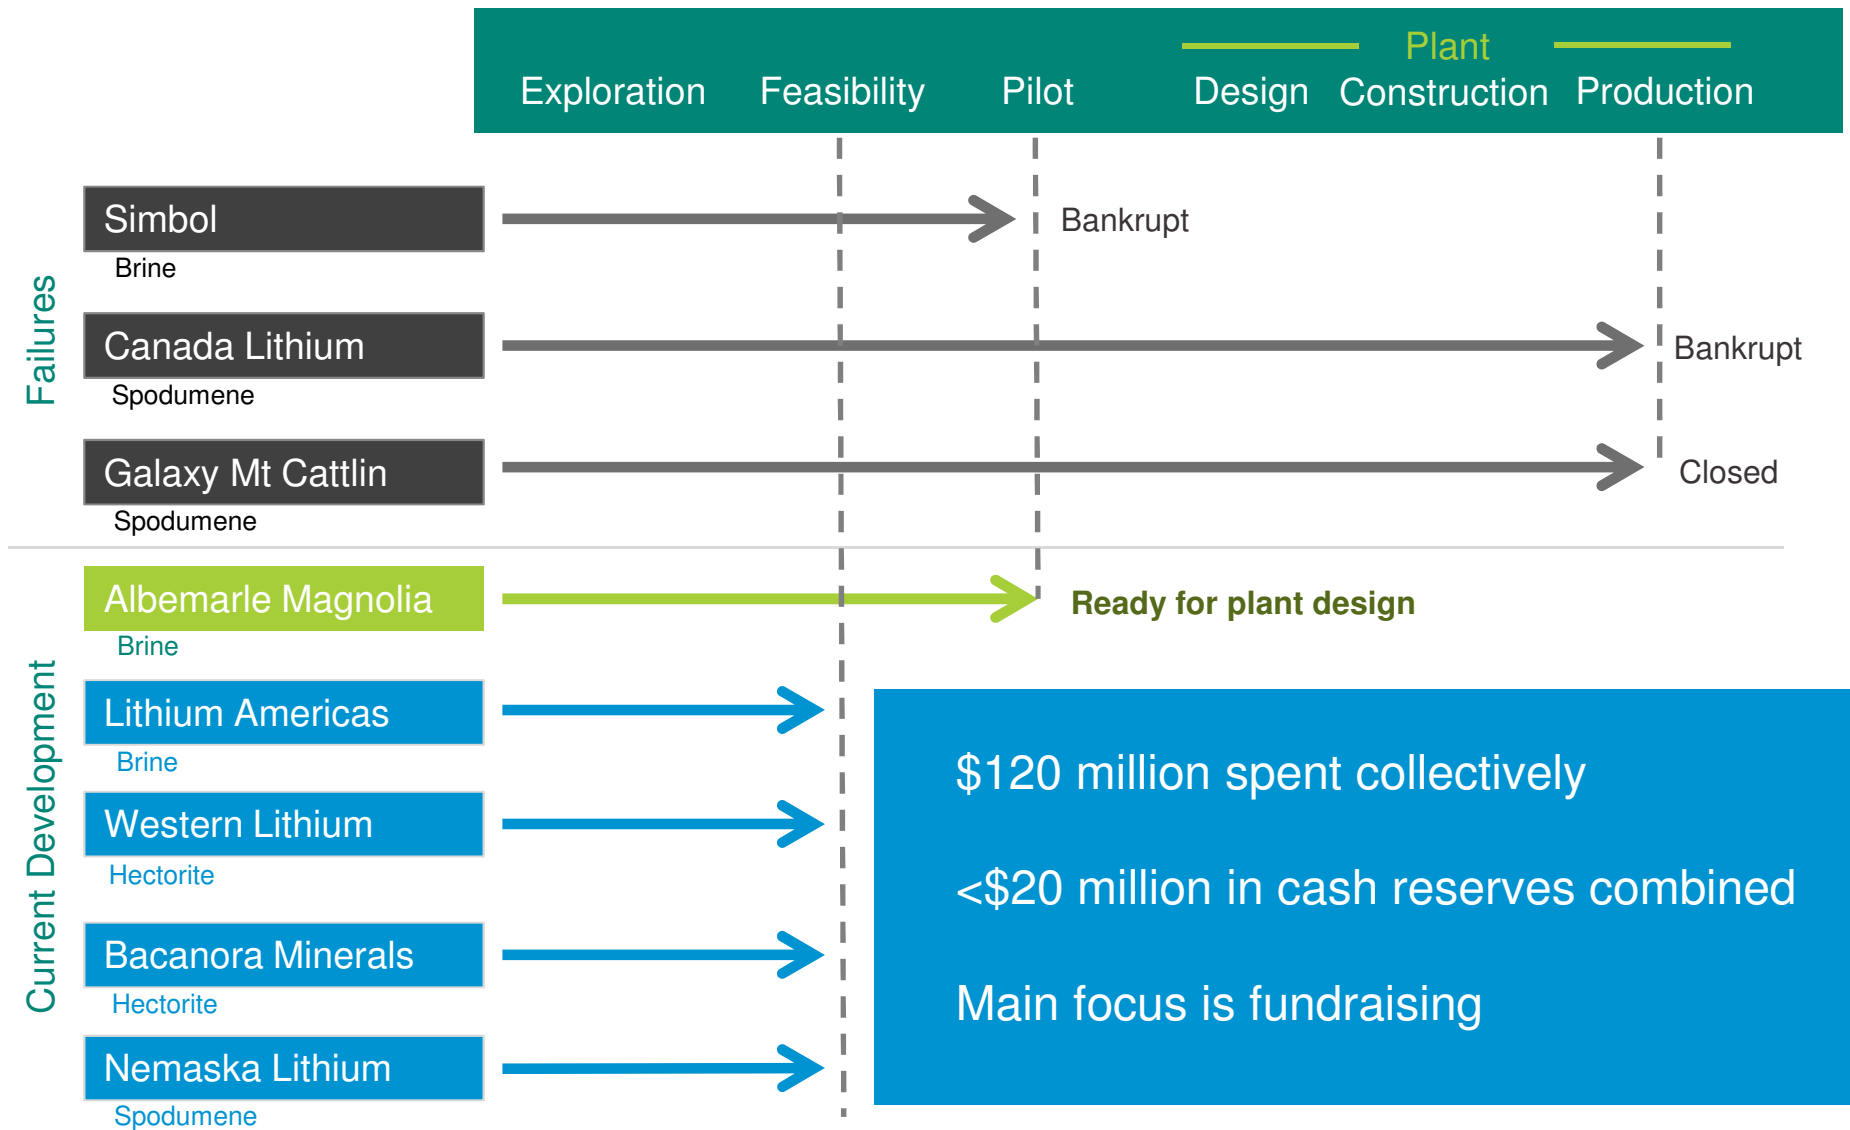 Plant
Exploration Feasibility Pilot Design Construction Production
Failures
Simbol
Bankrupt
Brine
Canada Lithium
Bankrupt
Spodumene
Galaxy Mt Cattlin
Closed
Spodumene
Current Development
Albemarle Magnolia
Ready for plant design
Brine
Lithium Americas
Brine
Western Lithium
Hectorite
Bacanora Minerals
Hectorite
Nemaska Lithium
Spodumene
$120 million spent collectively
<$20 million in cash reserves combined
Main focus is fundraising